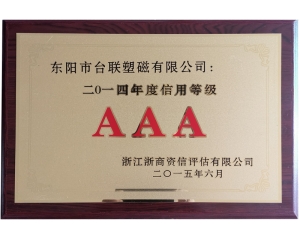 东阳市台联塑磁有限公司：
二〇一四年度信用等级
AAA
浙江浙商资信评估有限公司
二〇一五年六月